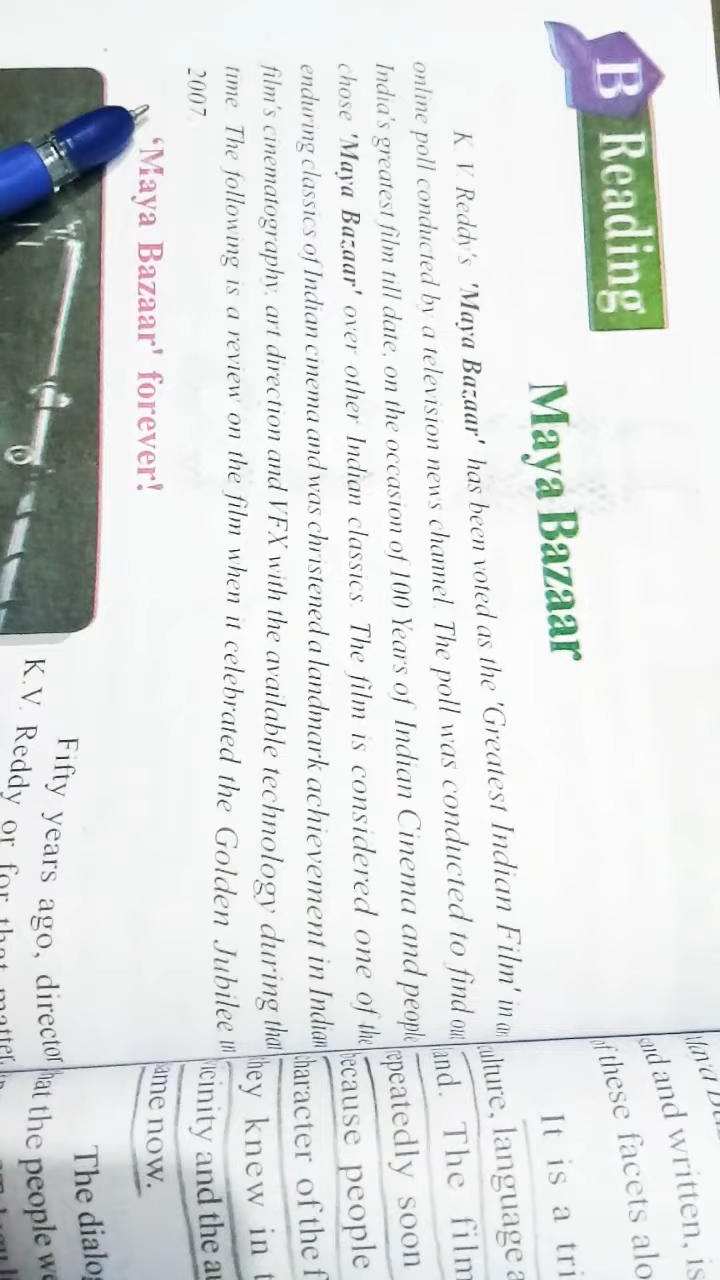 B Reading
Maya Bazaar
K. V. Reddy's 'Maya Bazaar' has been voted as the 'Greatest Indian Film' in an
online poll conducted by a television news channel. The poll was conducted to find out
India's greatest film till date, on the occasion of 100 Years of Indian Cinema and people
chose 'Maya Bazaar' over other Indian classics. The film is considered one of the
enduring classics of Indian cinema and was christened a landmark achievement in Indian
film's cinematography, art direction and VFX with the available technology during that
time. The following is a review on the film when it celebrated the Golden Jubilee in
2007.
'Maya Bazaar' forever!
Fifty years ago, director
K.V. Reddy or for that matter,
said and written, is
of these facets alo
It is a tri
culture, language a
land. The film
repeatedly soon
because people
character of the f
they knew in t
vicinity and the au
same now.
The dialog
that the people we